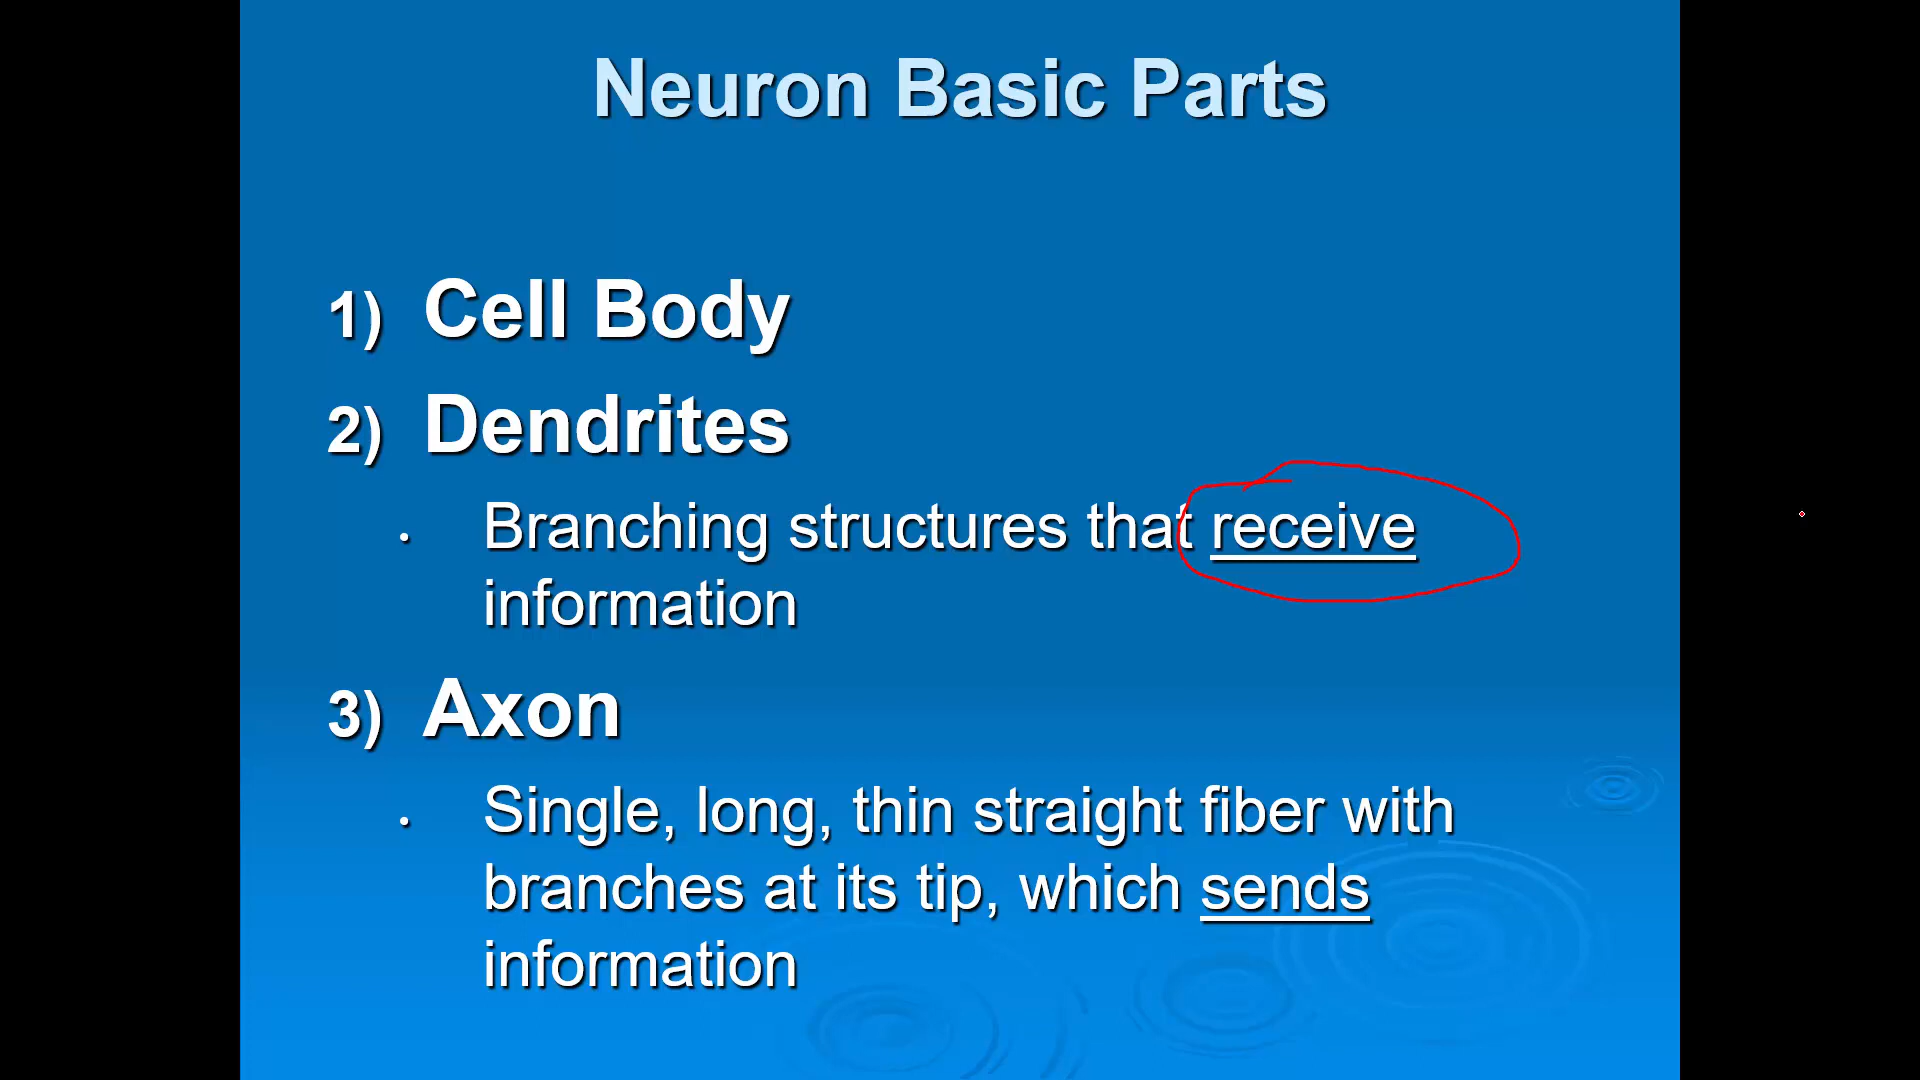 Neuron Basic Parts
1) Cell Body
2) Dendrites
• Branching structures that receive
information
3) Axon
• Single, long, thin straight fiber with
branches at its tip, which sends
information